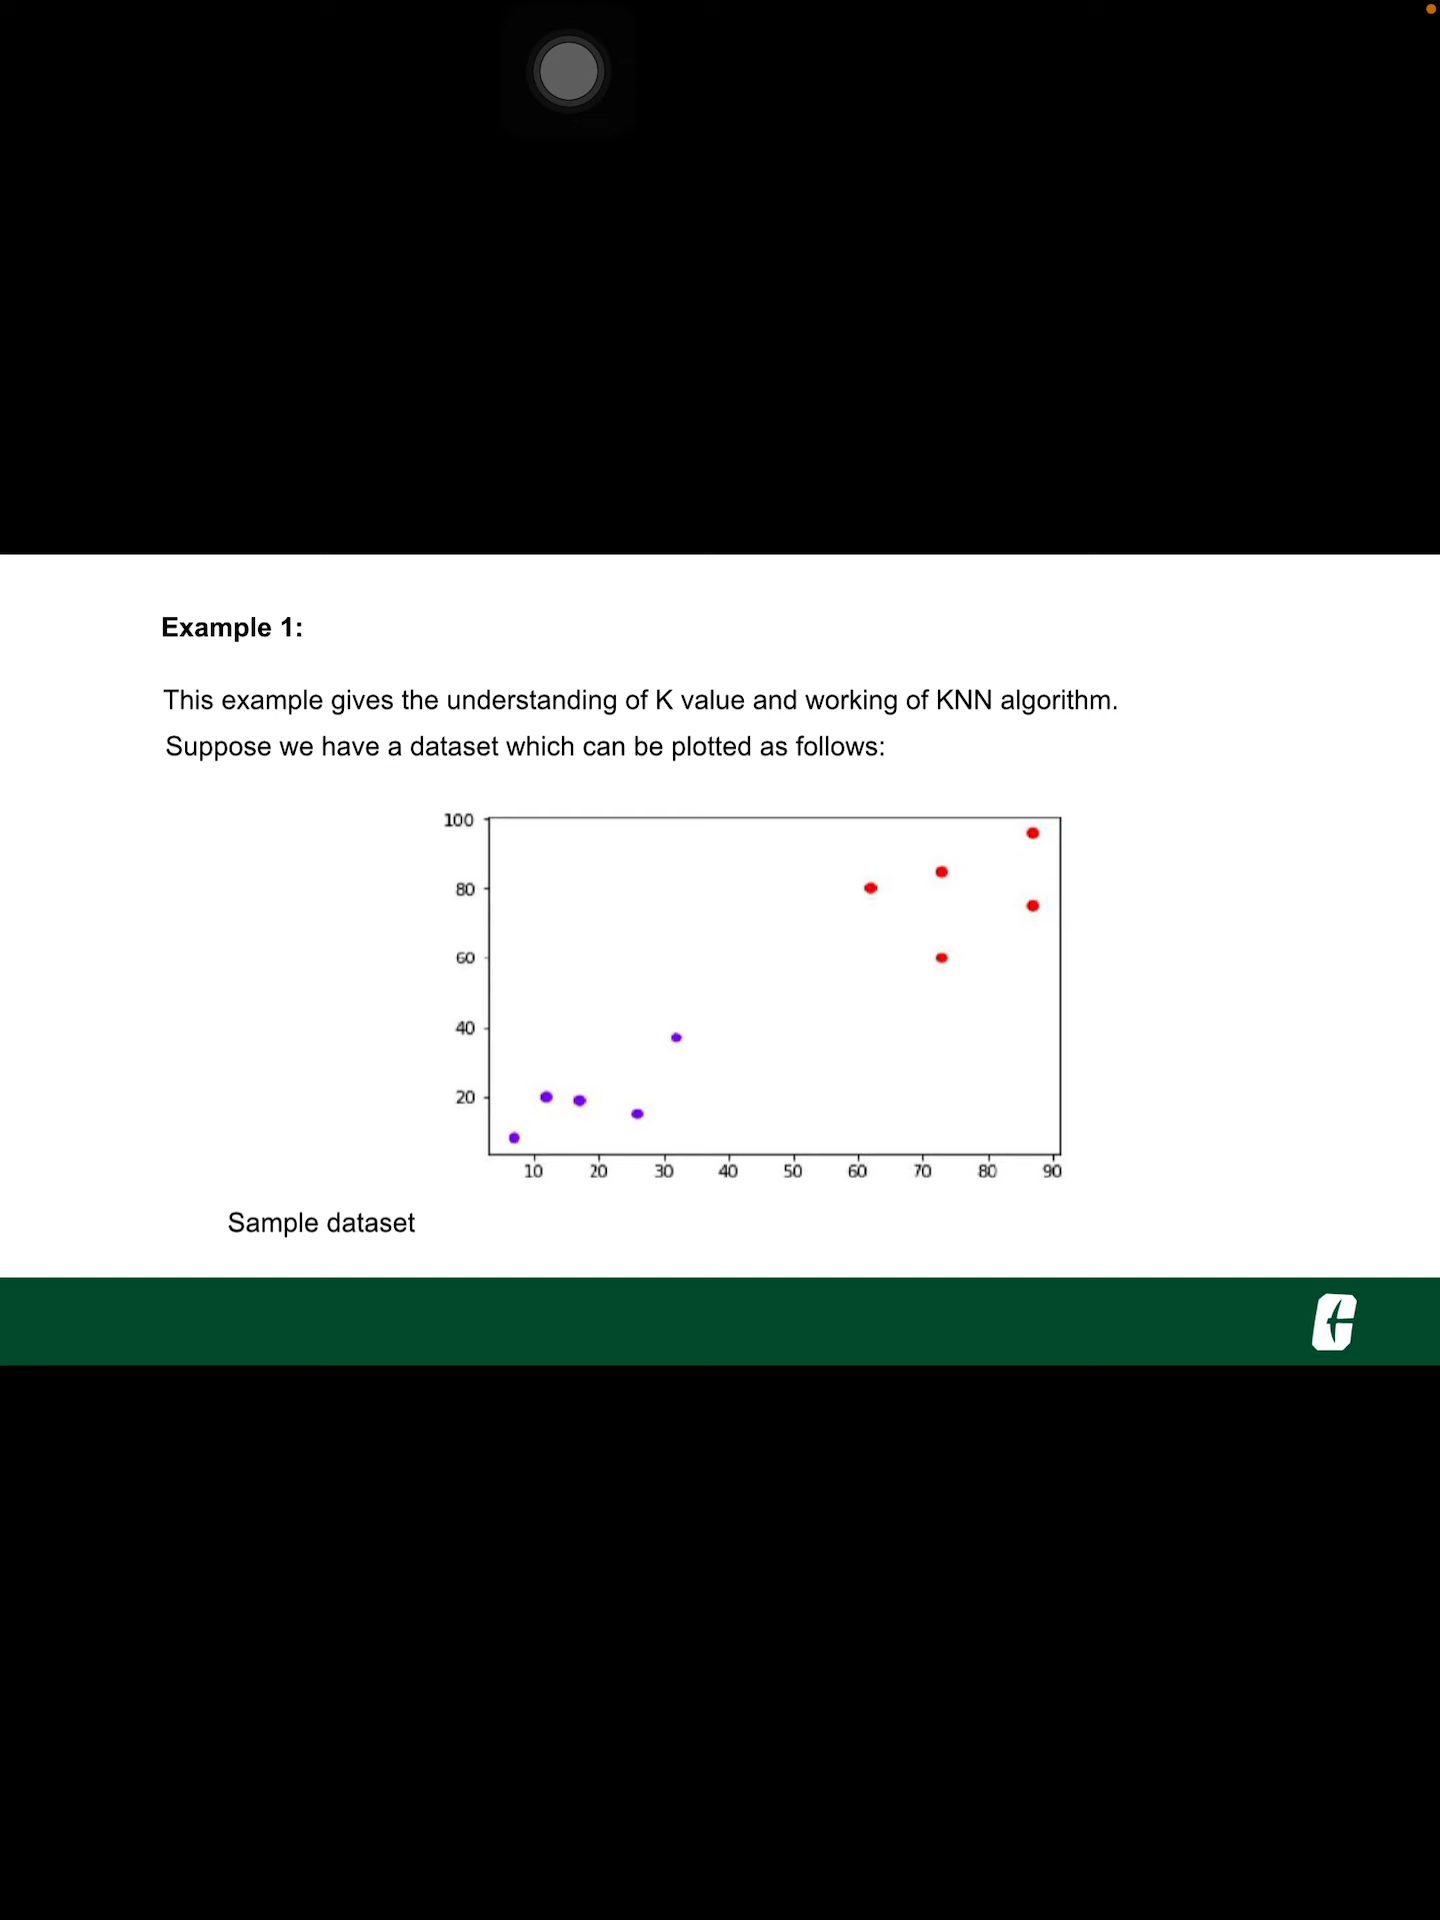 Example 1:
This example gives the understanding of K value and working of KNN algorithm.
Suppose we have a dataset which can be plotted as follows:
100
80
60
40
20
10 20 30 40 50 60 70 80 90
Sample dataset